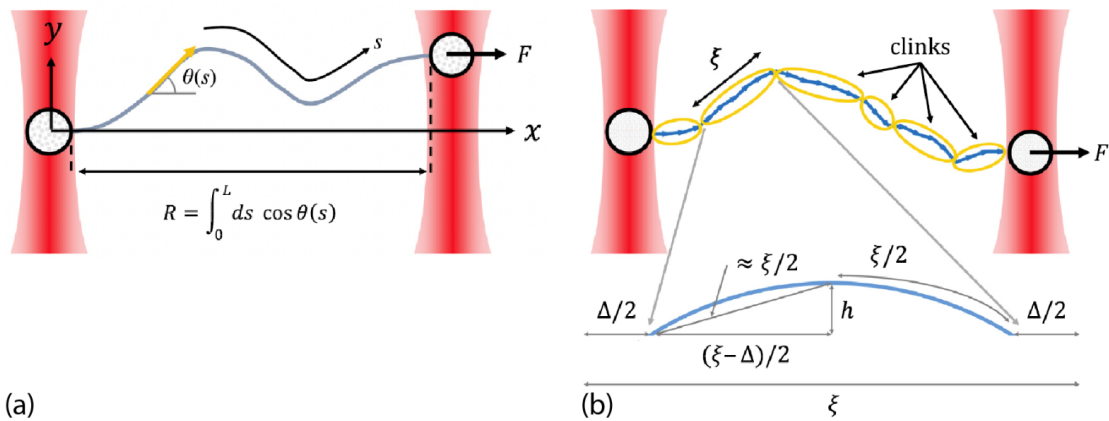 y
s
θ(s)
F
x
R = ∫₀ᴸ ds cos θ(s)
(a)
ξ
clinks
F
≈ ξ/2
ξ/2
Δ/2
h
Δ/2
(ξ – Δ)/2
ξ
(b)